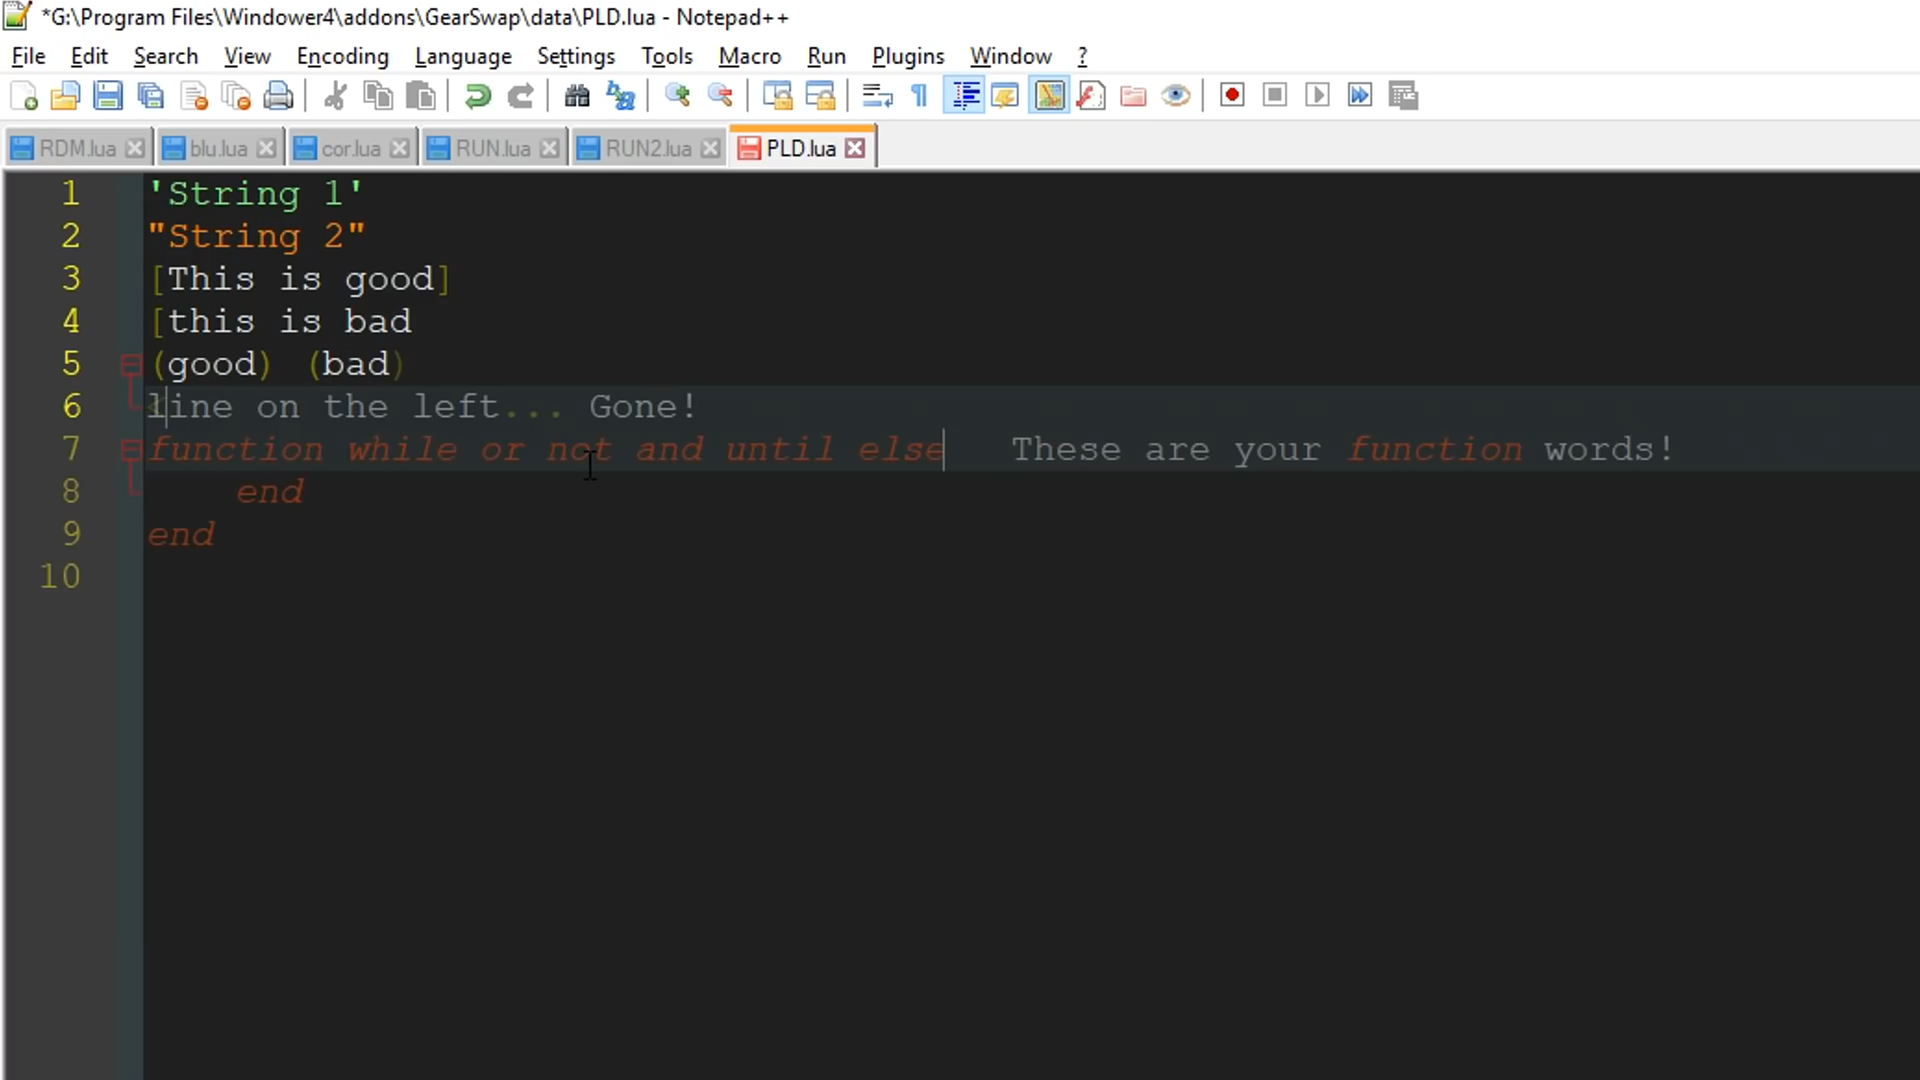 *G:\Program Files\Windower4\addons\GearSwap\data\PLD.lua - Notepad++
File Edit Search View Encoding Language Settings Tools Macro Run Plugins Window ?
RDM.lua blu.lua cor.lua RUN.lua RUN2.lua PLD.lua
1 'String 1'
2 "String 2"
3 [This is good]
4 [this is bad
5 (good) (bad)
6 line on the left... Gone!
7 function while or not and until else These are your function words!
8 end
9 end
10